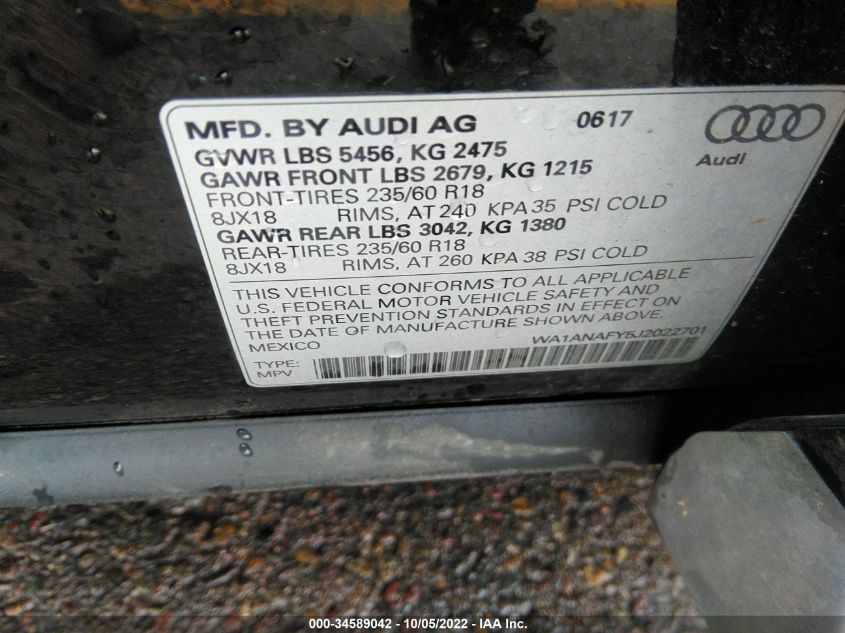 MFD. BY AUDI AG 0617
Audi
GVWR LBS 5456, KG 2475
GAWR FRONT LBS 2679, KG 1215
FRONT-TIRES 235/60 R18
8JX18 RIMS, AT 240 KPA 35 PSI COLD
GAWR REAR LBS 3042, KG 1380
REAR-TIRES 235/60 R18
8JX18 RIMS, AT 260 KPA 38 PSI COLD
THIS VEHICLE CONFORMS TO ALL APPLICABLE
U.S. FEDERAL MOTOR VEHICLE SAFETY AND
THEFT PREVENTION STANDARDS IN EFFECT ON
THE DATE OF MANUFACTURE SHOWN ABOVE.
MEXICO WA1ANAFY5J2022701
TYPE:
MPV
000-34589042 - 10/05/2022 - IAA Inc.